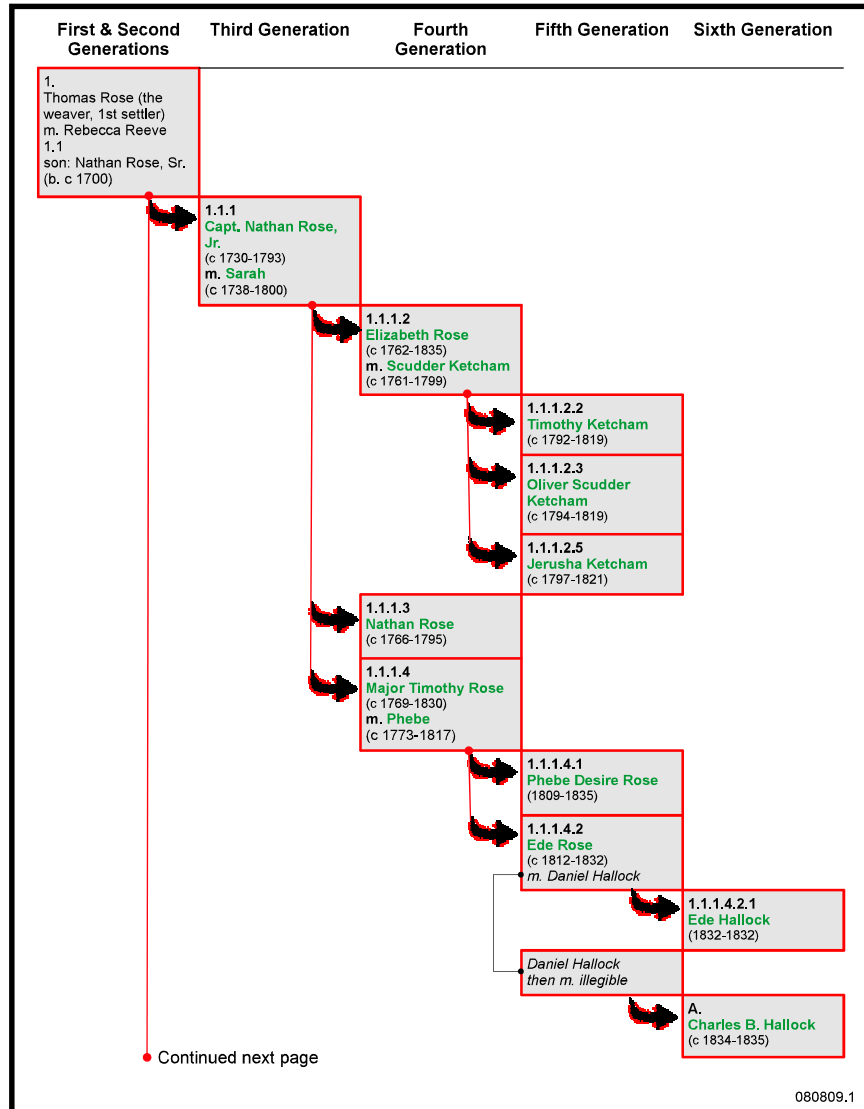 First & Second
Generations
Third Generation
Fourth
Generation
Fifth Generation
Sixth Generation
1.
Thomas Rose (the
weaver, 1st settler)
m. Rebecca Reeve
1.1
son: Nathan Rose, Sr.
(b. c 1700)
1.1.1
Capt. Nathan Rose,
Jr.
(c 1730-1793)
m. Sarah
(c 1738-1800)
1.1.1.2
Elizabeth Rose
(c 1762-1835)
m. Scudder Ketcham
(c 1761-1799)
1.1.1.2.2
Timothy Ketcham
(c 1792-1819)
1.1.1.2.3
Oliver Scudder
Ketcham
(c 1794-1819)
1.1.1.2.5
Jerusha Ketcham
(c 1797-1821)
1.1.1.3
Nathan Rose
(c 1766-1795)
1.1.1.4
Major Timothy Rose
(c 1769-1830)
m. Phebe
(c 1773-1817)
1.1.1.4.1
Phebe Desire Rose
(1809-1835)
1.1.1.4.2
Ede Rose
(c 1812-1832)
m. Daniel Hallock
1.1.1.4.2.1
Ede Hallock
(1832-1832)
Daniel Hallock
then m. illegible
A.
Charles B. Hallock
(c 1834-1835)
Continued next page
080809.1